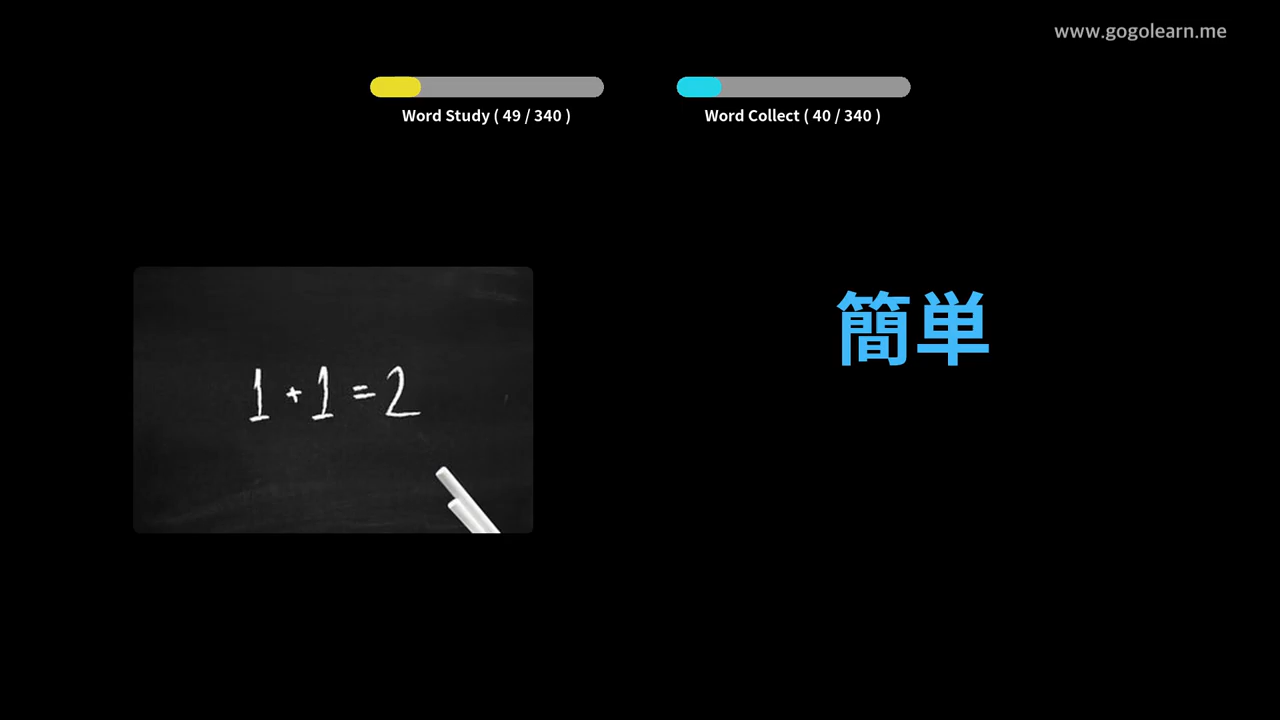 www.gogolearn.me
Word Study ( 49 / 340 )
Word Collect ( 40 / 340 )
1 + 1 = 2
簡単